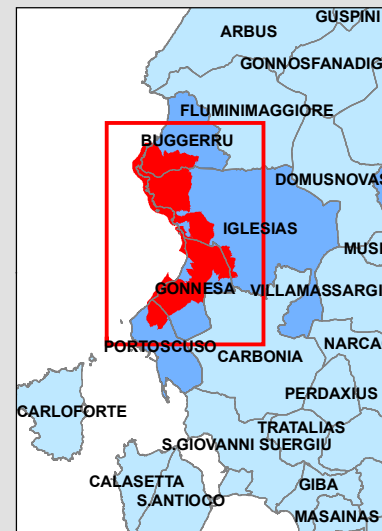 GUSPINI
ARBUS
GONNOSFANADIG
FLUMINIMAGGIORE
BUGGERRU
DOMUSNOVAS
IGLESIAS
MUSI
GONNESA
VILLAMASSARGI
NARCA
PORTOSCUSO
CARBONIA
PERDAXIUS
CARLOFORTE
TRATALIAS
S.GIOVANNI SUERGIU
CALASETTA
GIBA
S.ANTIOCO
MASAINAS